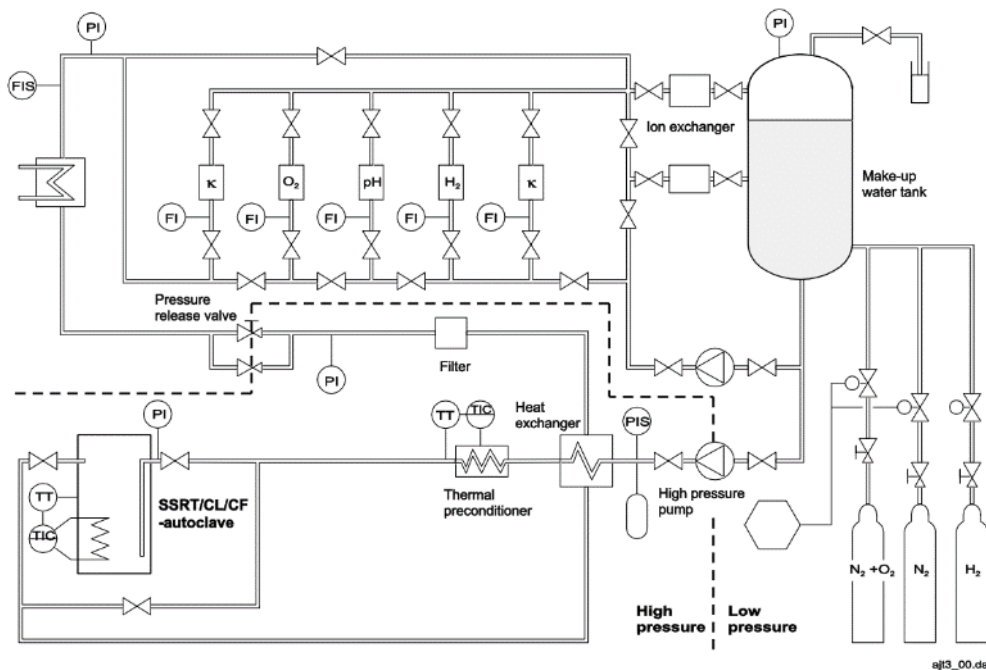 PI
PI
FIS
Ion exchanger
Make-up
water tank
κ
O₂
pH
H₂
κ
FI
FI
FI
FI
FI
Pressure
release valve
PI
Filter
Heat
exchanger
TT
TIC
PIS
PI
Thermal
preconditioner
High pressure
pump
TT
TIC
SSRT/CL/CF
-autoclave
N₂ +O₂
N₂
H₂
High
pressure
Low
pressure